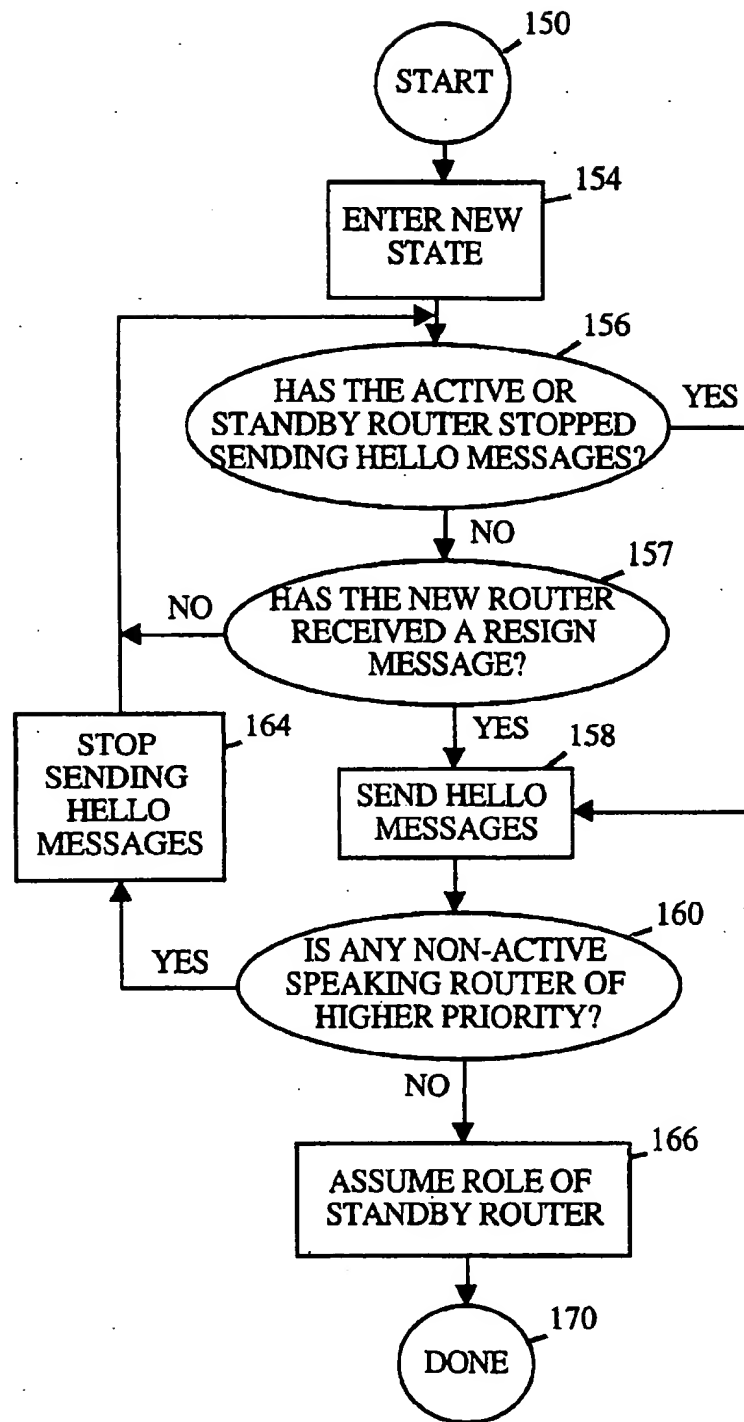 150
START
154
ENTER NEW
STATE
156
HAS THE ACTIVE OR
STANDBY ROUTER STOPPED
SENDING HELLO MESSAGES?
YES
NO
157
HAS THE NEW ROUTER
RECEIVED A RESIGN
MESSAGE?
NO
YES
164
STOP
SENDING
HELLO
MESSAGES
158
SEND HELLO
MESSAGES
160
IS ANY NON-ACTIVE
SPEAKING ROUTER OF
HIGHER PRIORITY?
YES
NO
166
ASSUME ROLE OF
STANDBY ROUTER
170
DONE